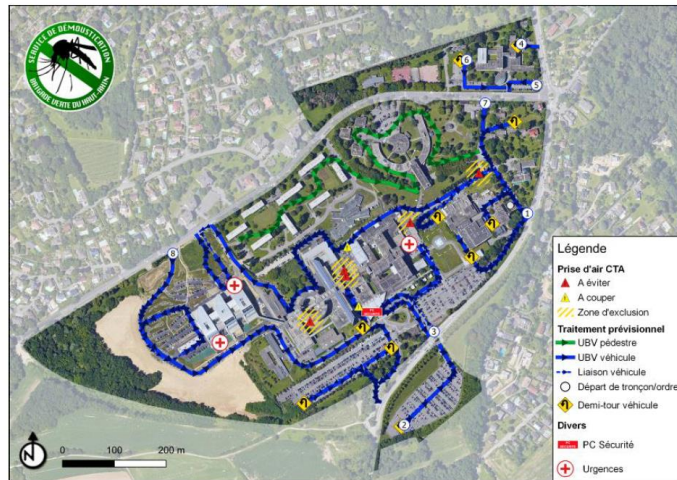 SERVICE DE DÉMOUSTICATION
BRIGADE VERTE DU HAUT-RHIN
4
6
5
7
1
8
3
2
N
0 100 200 m
Légende
Prise d'air CTA
A éviter
A couper
Zone d'exclusion
Traitement prévisionnel
UBV pédestre
UBV véhicule
Liaison véhicule
Départ de tronçon/ordre
Demi-tour véhicule
Divers
PC Sécurité
Urgences